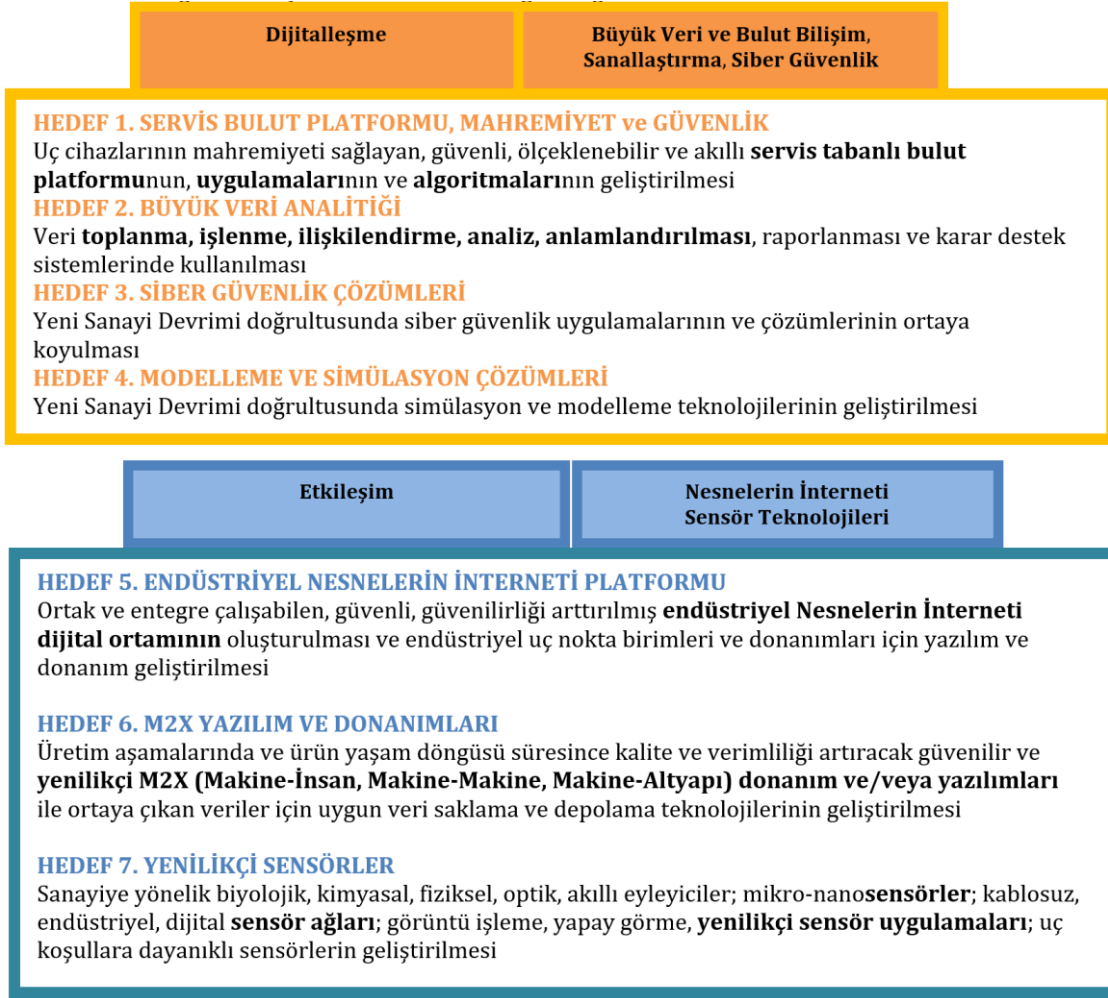 Dijitalleşme
Büyük Veri ve Bulut Bilişim,
Sanallaştırma, Siber Güvenlik
HEDEF 1. SERVİS BULUT PLATFORMU, MAHREMİYET ve GÜVENLİK
Uç cihazlarının mahremiyeti sağlayan, güvenli, ölçeklenebilir ve akıllı servis tabanlı bulut
platformunun, uygulamalarının ve algoritmalarının geliştirilmesi
HEDEF 2. BÜYÜK VERİ ANALİTİĞİ
Veri toplanma, işlenme, ilişkilendirme, analiz, anlamlandırılması, raporlanması ve karar destek
sistemlerinde kullanılması
HEDEF 3. SİBER GÜVENLİK ÇÖZÜMLERİ
Yeni Sanayi Devrimi doğrultusunda siber güvenlik uygulamalarının ve çözümlerinin ortaya
koyulması
HEDEF 4. MODELLEME VE SİMÜLASYON ÇÖZÜMLERİ
Yeni Sanayi Devrimi doğrultusunda simülasyon ve modelleme teknolojilerinin geliştirilmesi
Etkileşim
Nesnelerin İnterneti
Sensör Teknolojileri
HEDEF 5. ENDÜSTRİYEL NESNELERİN İNTERNETİ PLATFORMU
Ortak ve entegre çalışabilen, güvenli, güvenilirliği arttırılmış endüstriyel Nesnelerin İnterneti
dijital ortamının oluşturulması ve endüstriyel uç nokta birimleri ve donanımları için yazılım ve
donanım geliştirilmesi
HEDEF 6. M2X YAZILIM VE DONANIMLARI
Üretim aşamalarında ve ürün yaşam döngüsü süresince kalite ve verimliliği artıracak güvenilir ve
yenilikçi M2X (Makine-İnsan, Makine-Makine, Makine-Altyapı) donanım ve/veya yazılımları
ile ortaya çıkan veriler için uygun veri saklama ve depolama teknolojilerinin geliştirilmesi
HEDEF 7. YENİLİKÇİ SENSÖRLER
Sanayiye yönelik biyolojik, kimyasal, fiziksel, optik, akıllı eyleyiciler; mikro-nanosensörler; kablosuz,
endüstriyel, dijital sensör ağları; görüntü işleme, yapay görme, yenilikçi sensör uygulamaları; uç
koşullara dayanıklı sensörlerin geliştirilmesi